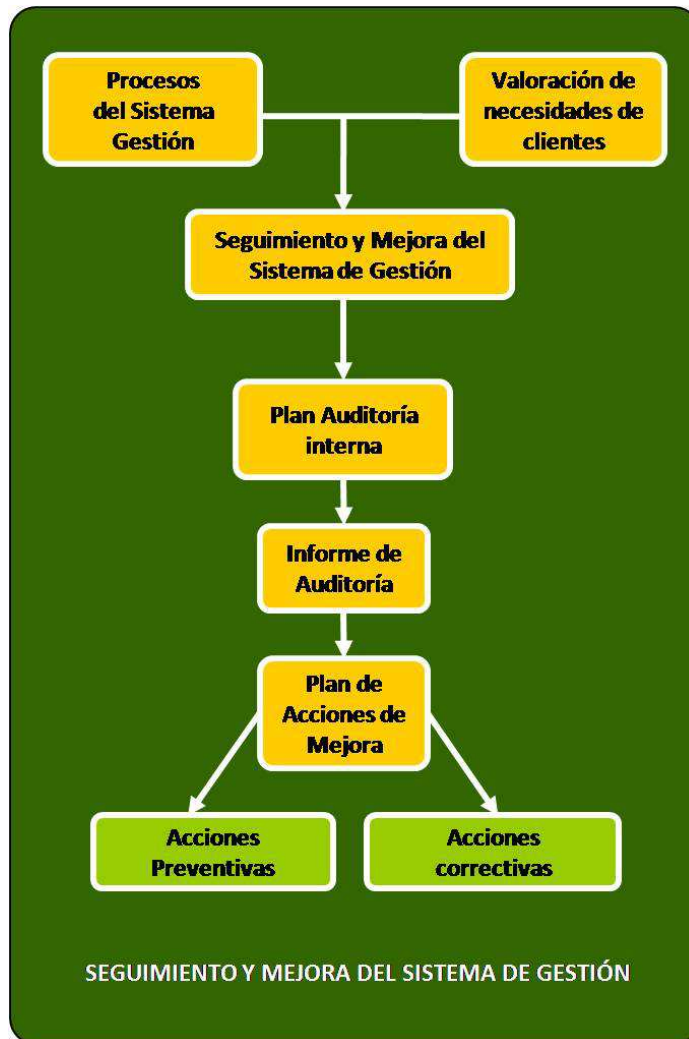 Procesos
del Sistema
Gestión
Valoración de
necesidades de
clientes
Seguimiento y Mejora del
Sistema de Gestión
Plan Auditoría
interna
Informe de
Auditoría
Plan de
Acciones de
Mejora
Acciones
Preventivas
Acciones
correctivas
SEGUIMIENTO Y MEJORA DEL SISTEMA DE GESTIÓN